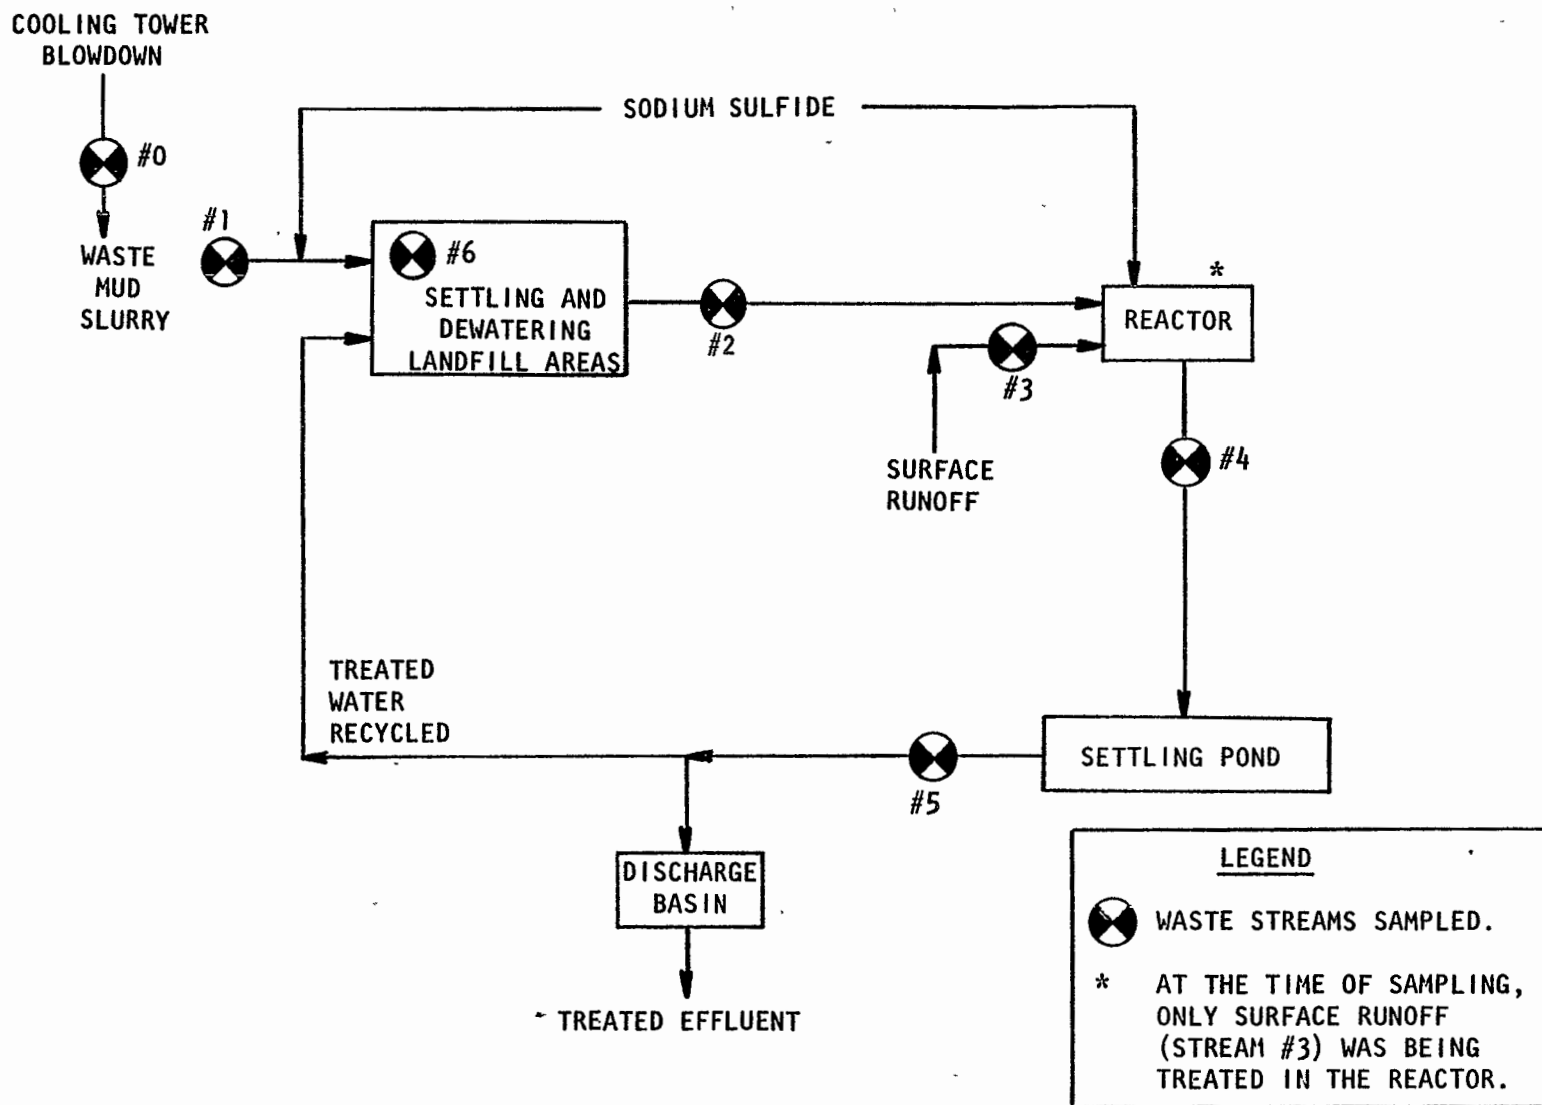 COOLING TOWER
BLOWDOWN
#0
SODIUM SULFIDE
WASTE
MUD
SLURRY
#1
#6
SETTLING AND
DEWATERING
LANDFILL AREAS
#2
*
REACTOR
#3
SURFACE
RUNOFF
#4
TREATED
WATER
RECYCLED
#5
SETTLING POND
DISCHARGE
BASIN
TREATED EFFLUENT
LEGEND
WASTE STREAMS SAMPLED.
* AT THE TIME OF SAMPLING,
ONLY SURFACE RUNOFF
(STREAM #3) WAS BEING
TREATED IN THE REACTOR.